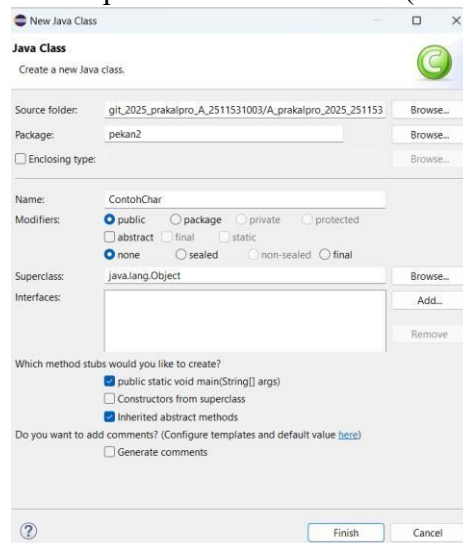 New Java Class
Java Class
Create a new Java class.
Source folder: git_2025_prakalpro_A_2511531003/A_prakalpro_2025_251153 Browse...
Package: pekan2 Browse...
Enclosing type: Browse...
Name: ContohChar
Modifiers: public package private protected
abstract final static
none sealed non-sealed final
Superclass: java.lang.Object Browse...
Interfaces: Add...
Remove
Which method stubs would you like to create?
public static void main(String[] args)
Constructors from superclass
Inherited abstract methods
Do you want to add comments? (Configure templates and default value here)
Generate comments
Finish Cancel